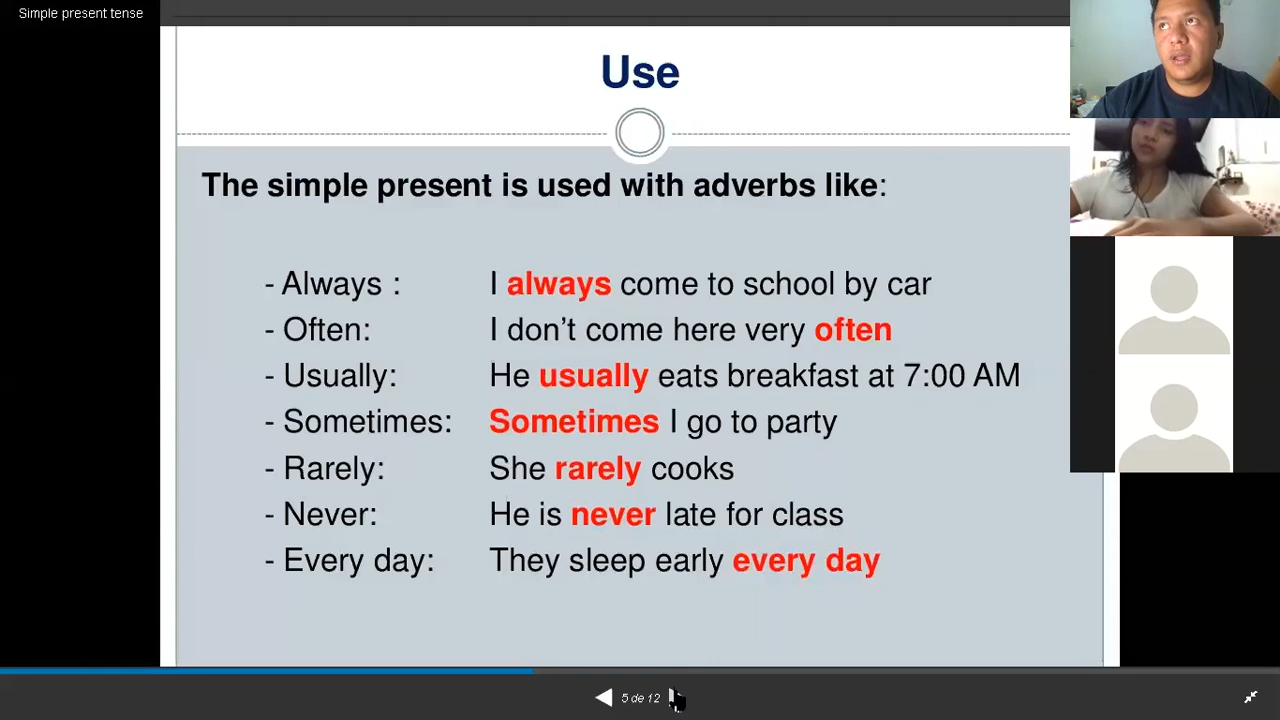 Simple present tense
Use
The simple present is used with adverbs like:
- Always : I always come to school by car
- Often: I don't come here very often
- Usually: He usually eats breakfast at 7:00 AM
- Sometimes: Sometimes I go to party
- Rarely: She rarely cooks
- Never: He is never late for class
- Every day: They sleep early every day
5 de 12